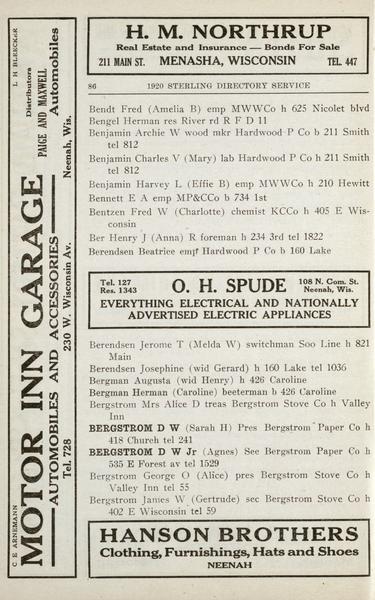 H. M. NORTHRUP
Real Estate and Insurance — Bonds For Sale
211 MAIN ST. MENASHA, WISCONSIN TEL. 447
86 1920 STERLING DIRECTORY SERVICE
Bendt Fred (Amelia B) emp MWWCo h 625 Nicolet blvd
Bengel Herman res River rd R F D 11
Benjamin Archie W wood mkr Hardwood P Co b 211 Smith
tel 812
Benjamin Charles V (Mary) lab Hardwood P Co h 211 Smith
tel 812
Benjamin Harvey L (Effie B) emp MWWCo h 210 Hewitt
Bennett E A emp MP&CCo b 734 1st
Bentzen Fred W (Charlotte) chemist KCCo h 405 E Wis-
consin
Ber Henry J (Anna) R foreman h 234 3rd tel 1822
Berendsen Beatrice emp Hardwood P Co b 160 Lake
Tel. 127
Res. 1343
O. H. SPUDE
108 N. Com. St.
Neenah, Wis.
EVERYTHING ELECTRICAL AND NATIONALLY
ADVERTISED ELECTRIC APPLIANCES
Berendsen Jerome T (Melda W) switchman Soo Line h 821
Main
Berendsen Josephine (wid Gerard) h 160 Lake tel 1036
Bergman Augusta (wid Henry) h 426 Caroline
Bergman Herman (Caroline) beeterman b 426 Caroline
Bergstrom Mrs Alice D treas Bergstrom Stove Co h Valley
Inn
BERGSTROM D W (Sarah H) Pres Bergstrom Paper Co h
418 Church tel 241
BERGSTROM D W Jr (Agnes) See Bergstrom Paper Co h
535 E Forest av tel 1529
Bergstrom George O (Alice) pres Bergstrom Stove Co h
Valley Inn tel 55
Bergstrom James W (Gertrude) sec Bergstrom Stove Co h
402 E Wisconsin tel 59
HANSON BROTHERS
Clothing, Furnishings, Hats and Shoes
NEENAH
C. E. ARNEMANN
L. H. BLEECKER
MOTOR INN GARAGE
Distributors
PAIGE AND MAXWELL
Automobiles
AUTOMOBILES AND ACCESSORIES
Tel. 728 230 W. Wisconsin Av. Neenah, Wis.